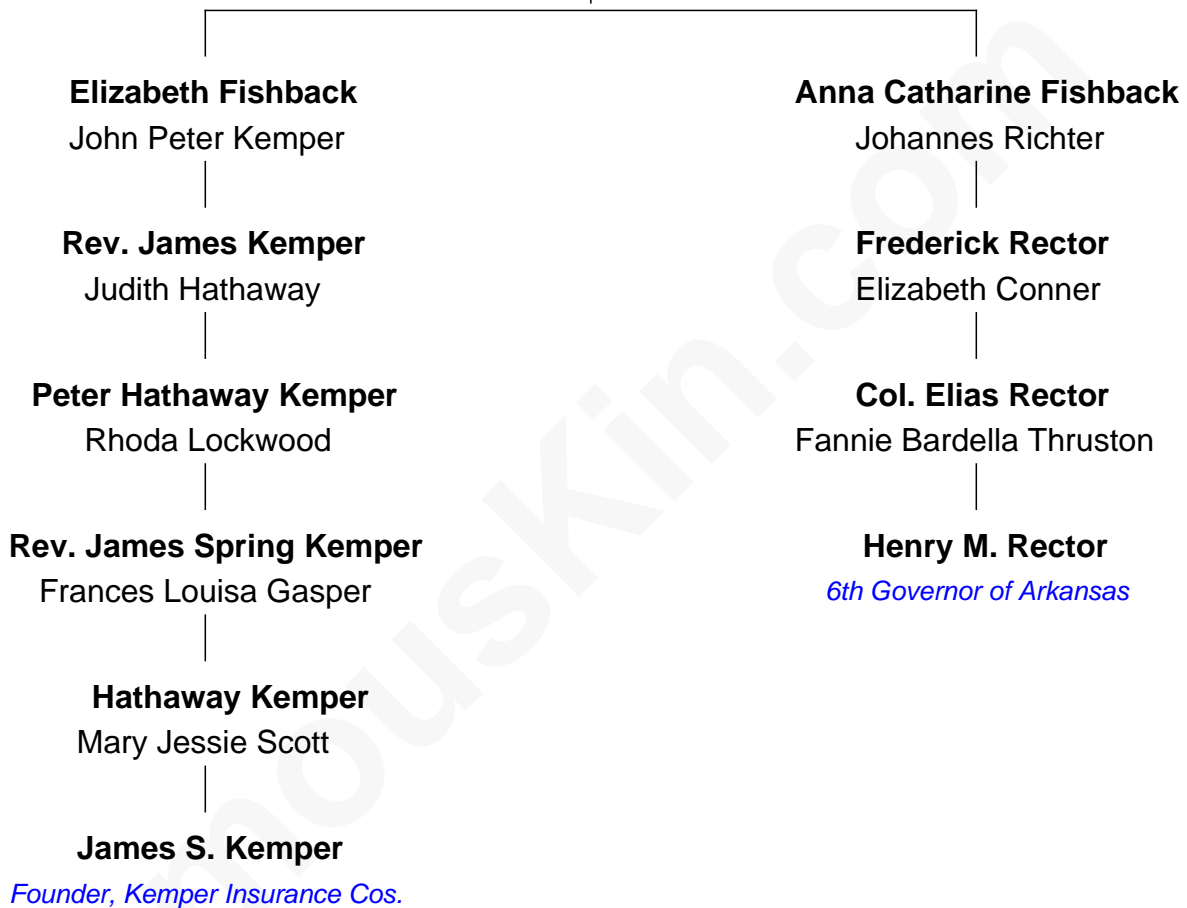 Elizabeth Fishback
John Peter Kemper
Rev. James Kemper
Judith Hathaway
Peter Hathaway Kemper
Rhoda Lockwood
Rev. James Spring Kemper
Frances Louisa Gasper
Hathaway Kemper
Mary Jessie Scott
James S. Kemper
Founder, Kemper Insurance Cos.
Anna Catharine Fishback
Johannes Richter
Frederick Rector
Elizabeth Conner
Col. Elias Rector
Fannie Bardella Thruston
Henry M. Rector
6th Governor of Arkansas
mousKin.com